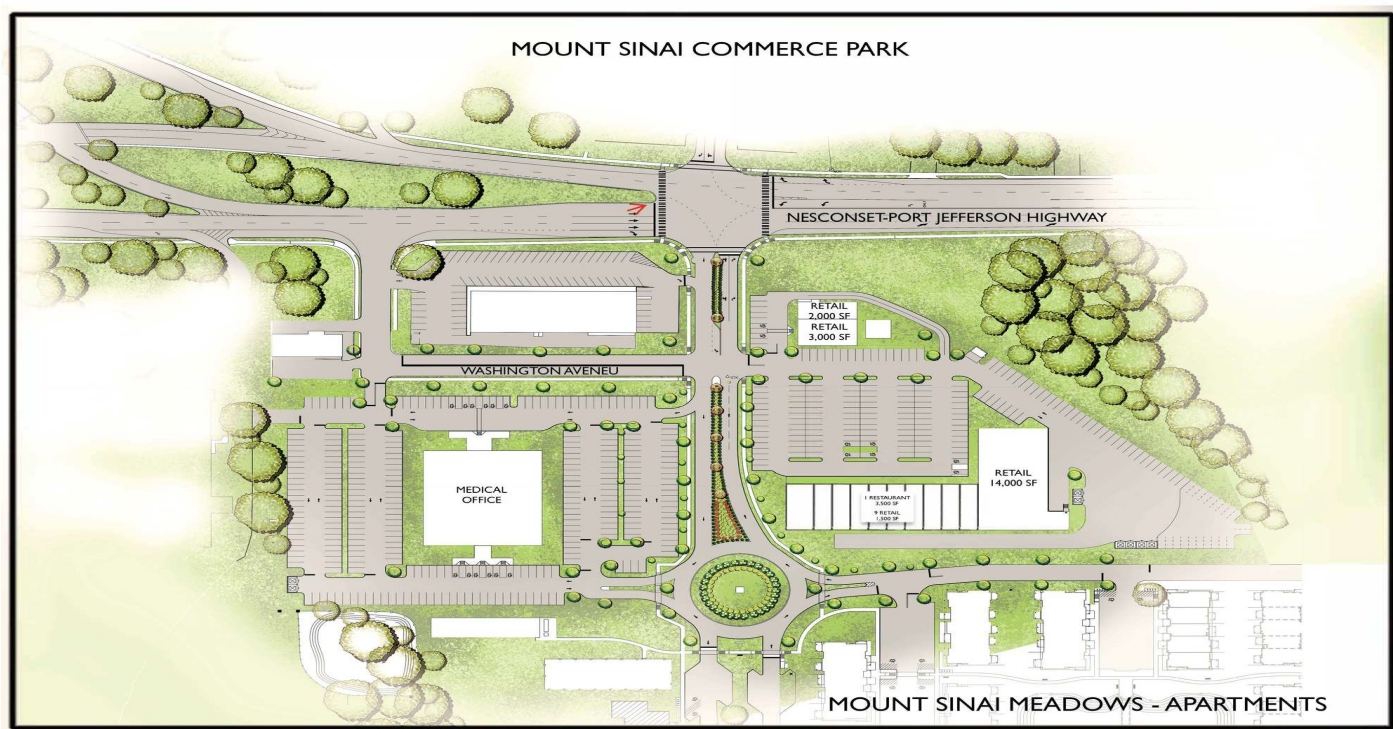 MOUNT SINAI COMMERCE PARK
NESCONSET-PORT JEFFERSON HIGHWAY
RETAIL
2,000 SF
RETAIL
3,000 SF
WASHINGTON AVENEU
MEDICAL
OFFICE
RETAIL
14,000 SF
1 RESTAURANT
3,500 SF
9 RETAIL
1,500 SF
MOUNT SINAI MEADOWS - APARTMENTS